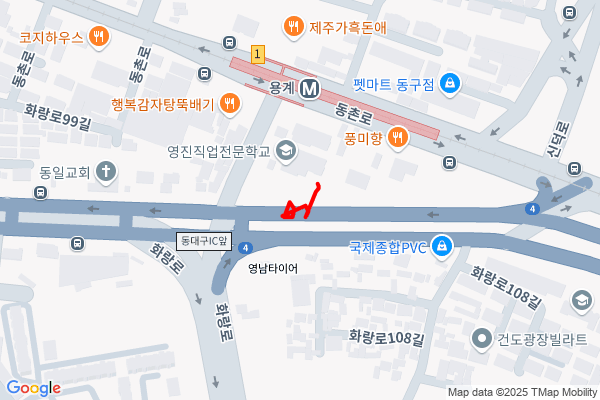 코지하우스
제주가흑돈애
동촌로
동촌로
1
펫마트 동구점
용계
M
행복감자탕뚝배기
동촌로
화랑로99길
풍미향
신덕로
영진직업전문학교
동일교회
4
동대구IC앞
4
국제종합PVC
화랑로
영남타이어
화랑로108길
화랑로
화랑로108길
건도광장빌라트
Google
Map data ©2025 TMap Mobility